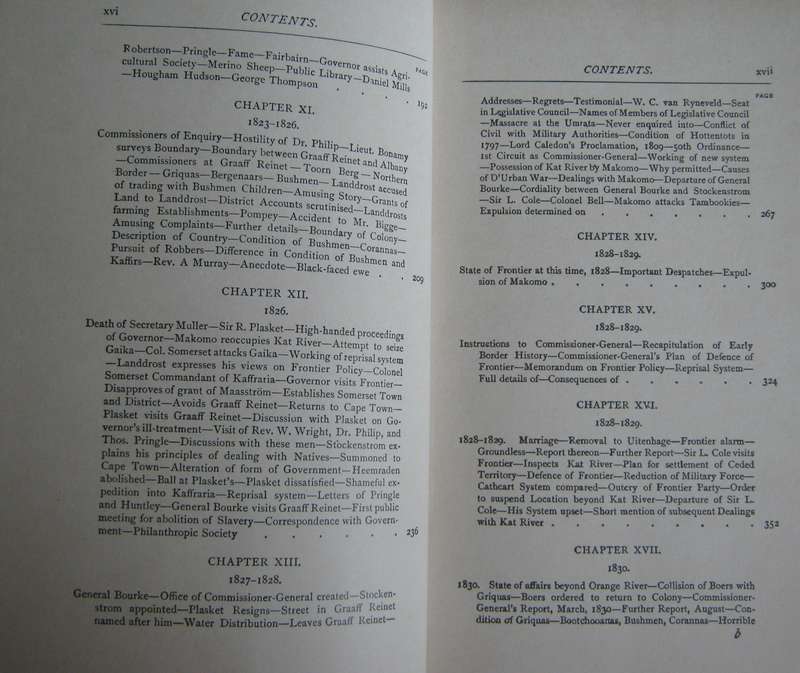 xvi
CONTENTS.
PAGE
Robertson—Pringle—Fame—Fairbairn—Governor assists Agri-
cultural Society—Merino Sheep—Public Library—Daniel Mills
—Hougham Hudson—George Thompson . . . 192
CHAPTER XI.
1823–1826.
Commissioners of Enquiry—Hostility of Dr. Philip—Lieut. Bonamy
surveys Boundary—Boundary between Graaff Reinet and Albany
—Commissioners at Graaff Reinet—Toorn Berg—Northern
Border—Griquas—Bergenaars—Bushmen—Landdrost accused
of trading with Bushmen Children—Amusing Story—Grants of
Land to Landdrost—District Accounts scrutinised—Landdrosts
farming Establishments—Pompey—Accident to Mr. Bigge—
Amusing Complaints—Further details—Boundary of Colony—
Description of Country—Condition of Bushmen—Corannas—
Pursuit of Robbers—Difference in Condition of Bushmen and
Kaffirs—Rev. A Murray—Anecdote—Black-faced ewe . . 209
CHAPTER XII.
1826.
Death of Secretary Muller—Sir R. Plasket—High-handed proceedings
of Governor—Makomo reoccupies Kat River—Attempt to seize
Gaika—Col. Somerset attacks Gaika—Working of reprisal system
—Landdrost expresses his views on Frontier Policy—Colonel
Somerset Commandant of Kaffraria—Governor visits Frontier—
Disapproves of grant of Maasström—Establishes Somerset Town
and District—Avoids Graaff Reinet—Returns to Cape Town—
Plasket visits Graaff Reinet—Discussion with Plasket on Go-
vernor's ill-treatment—Visit of Rev. W. Wright, Dr. Philip, and
Thos. Pringle—Discussions with these men—Stockenstrom ex-
plains his principles of dealing with Natives—Summoned to
Cape Town—Alteration of form of Government—Heemraden
abolished—Ball at Plasket's—Plasket dissatisfied—Shameful ex-
pedition into Kaffraria—Reprisal system—Letters of Pringle
and Huntley—General Bourke visits Graaff Reinet—First public
meeting for abolition of Slavery—Correspondence with Govern-
ment—Philanthropic Society . . . . . . 236
CHAPTER XIII.
1827–1828.
General Bourke—Office of Commissioner-General created—Stocken-
strom appointed—Plasket Resigns—Street in Graaff Reinet
named after him—Water Distribution—Leaves Graaff Reinet—
CONTENTS.
xvii
PAGE
Addresses—Regrets—Testimonial—W. C. van Ryneveld—Seat
in Legislative Council—Names of Members of Legislative Council
—Massacre at the Umtata—Never enquired into—Conflict of
Civil with Military Authorities—Condition of Hottentots in
1797—Lord Caledon's Proclamation, 1809—50th Ordinance—
1st Circuit as Commissioner-General—Working of new system
—Possession of Kat River by Makomo—Why permitted—Causes
of D'Urban War—Dealings with Makomo—Departure of General
Bourke—Cordiality between General Bourke and Stockenstrom
—Sir L. Cole—Colonel Bell—Makomo attacks Tambookies—
Expulsion determined on . . . . . . . 267
CHAPTER XIV.
1828–1829.
State of Frontier at this time, 1828—Important Despatches—Expul-
sion of Makomo . . . . . . . . . 300
CHAPTER XV.
1828–1829.
Instructions to Commissioner-General—Recapitulation of Early
Border History—Commissioner-General's Plan of Defence of
Frontier—Memorandum on Frontier Policy—Reprisal System—
Full details of—Consequences of . . . . . . 324
CHAPTER XVI.
1828–1829.
1828–1829. Marriage—Removal to Uitenhage—Frontier alarm—
Groundless—Report thereon—Further Report—Sir L. Cole visits
Frontier—Inspects Kat River—Plan for settlement of Ceded
Territory—Defence of Frontier—Reduction of Military Force—
Cathcart System compared—Outcry of Frontier Party—Order
to suspend Location beyond Kat River—Departure of Sir L.
Cole—His System upset—Short mention of subsequent Dealings
with Kat River . . . . . . . . . 352
CHAPTER XVII.
1830.
1830. State of affairs beyond Orange River—Collision of Boers with
Griquas—Boers ordered to return to Colony—Commissioner-
General's Report, March, 1830—Further Report, August—Con-
dition of Griquas—Bootchooanas, Bushmen, Corannas—Horrible
b